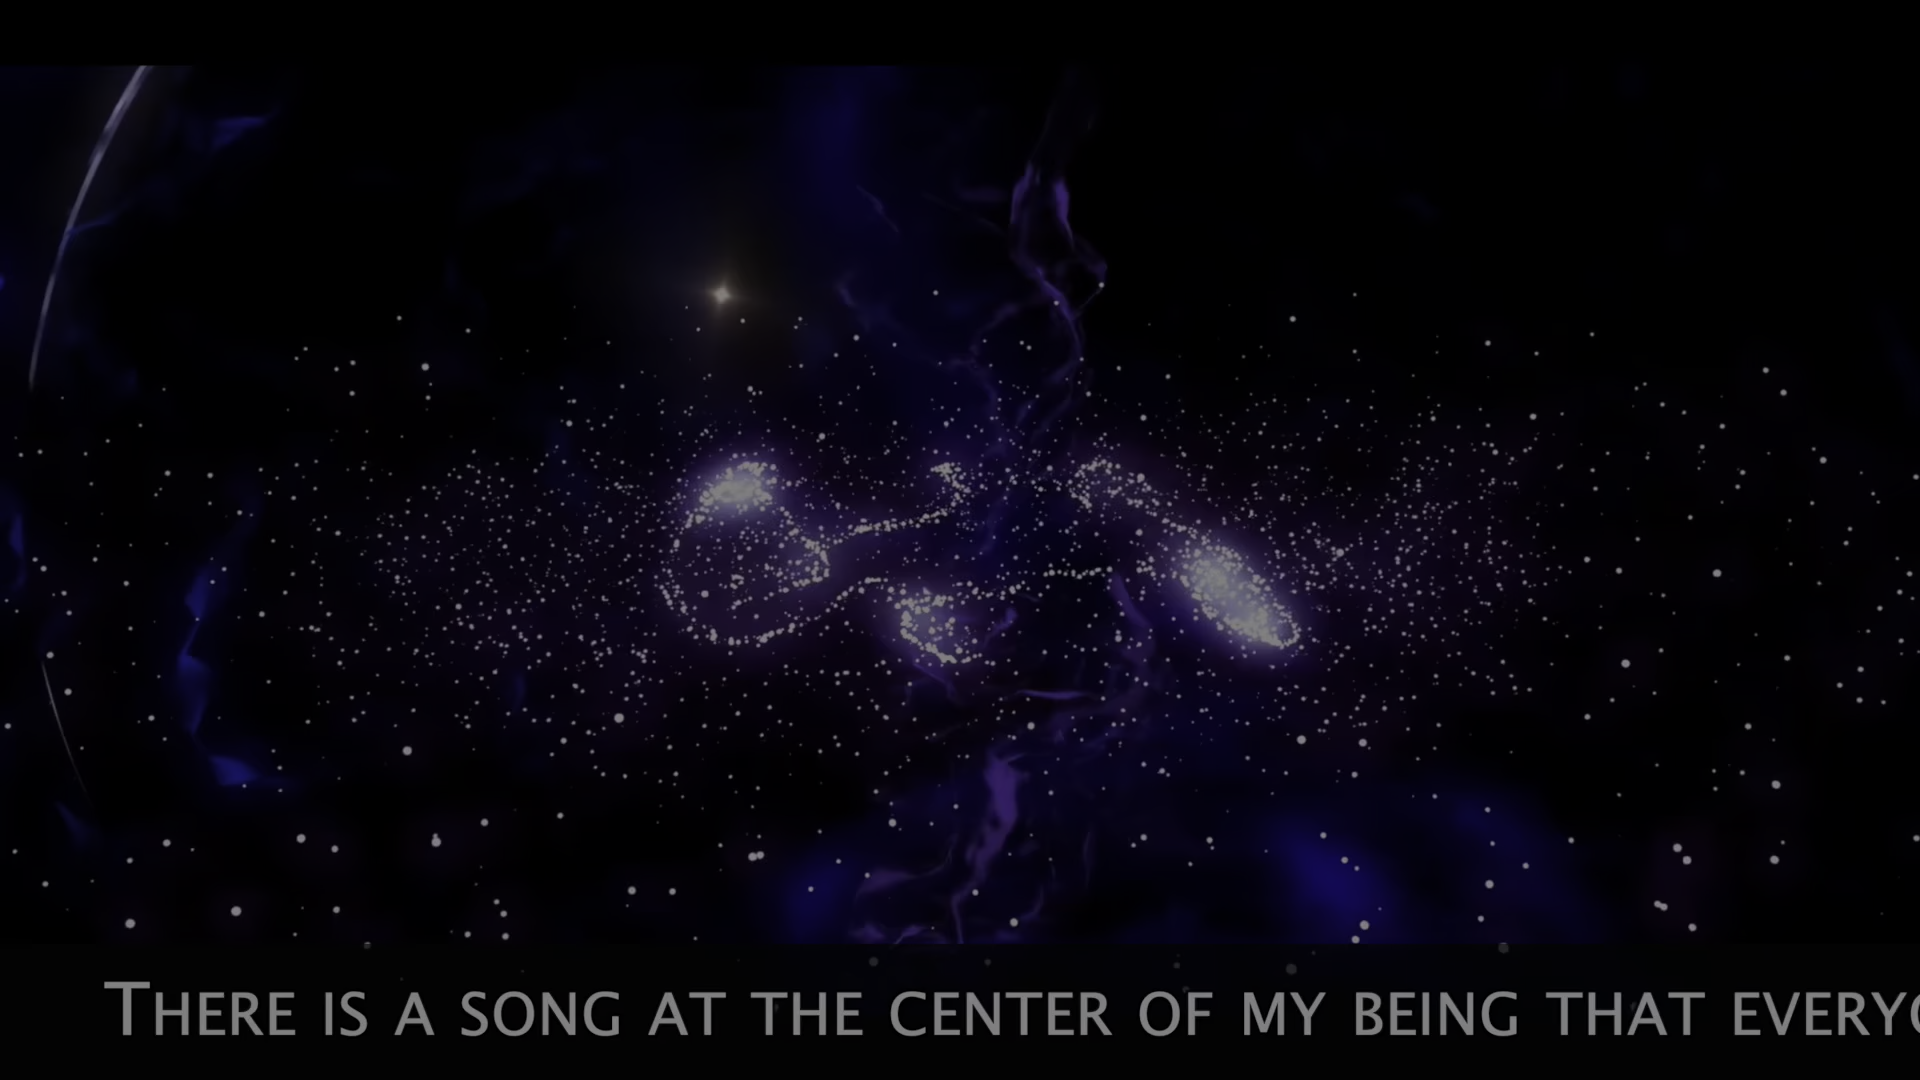 There is a song at the center of my being that